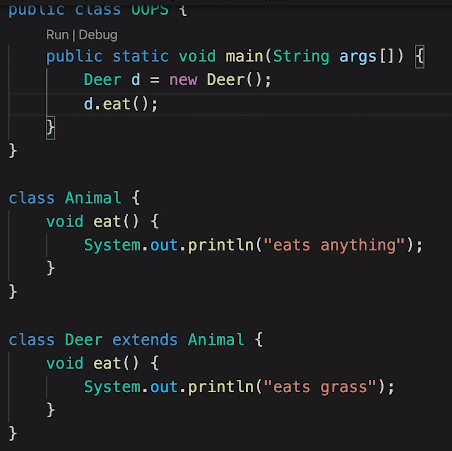 public class OOPS {
Run | Debug
public static void main(String args[]) {
Deer d = new Deer();
d.eat();
}
}
class Animal {
void eat() {
System.out.println("eats anything");
}
}
class Deer extends Animal {
void eat() {
System.out.println("eats grass");
}
}